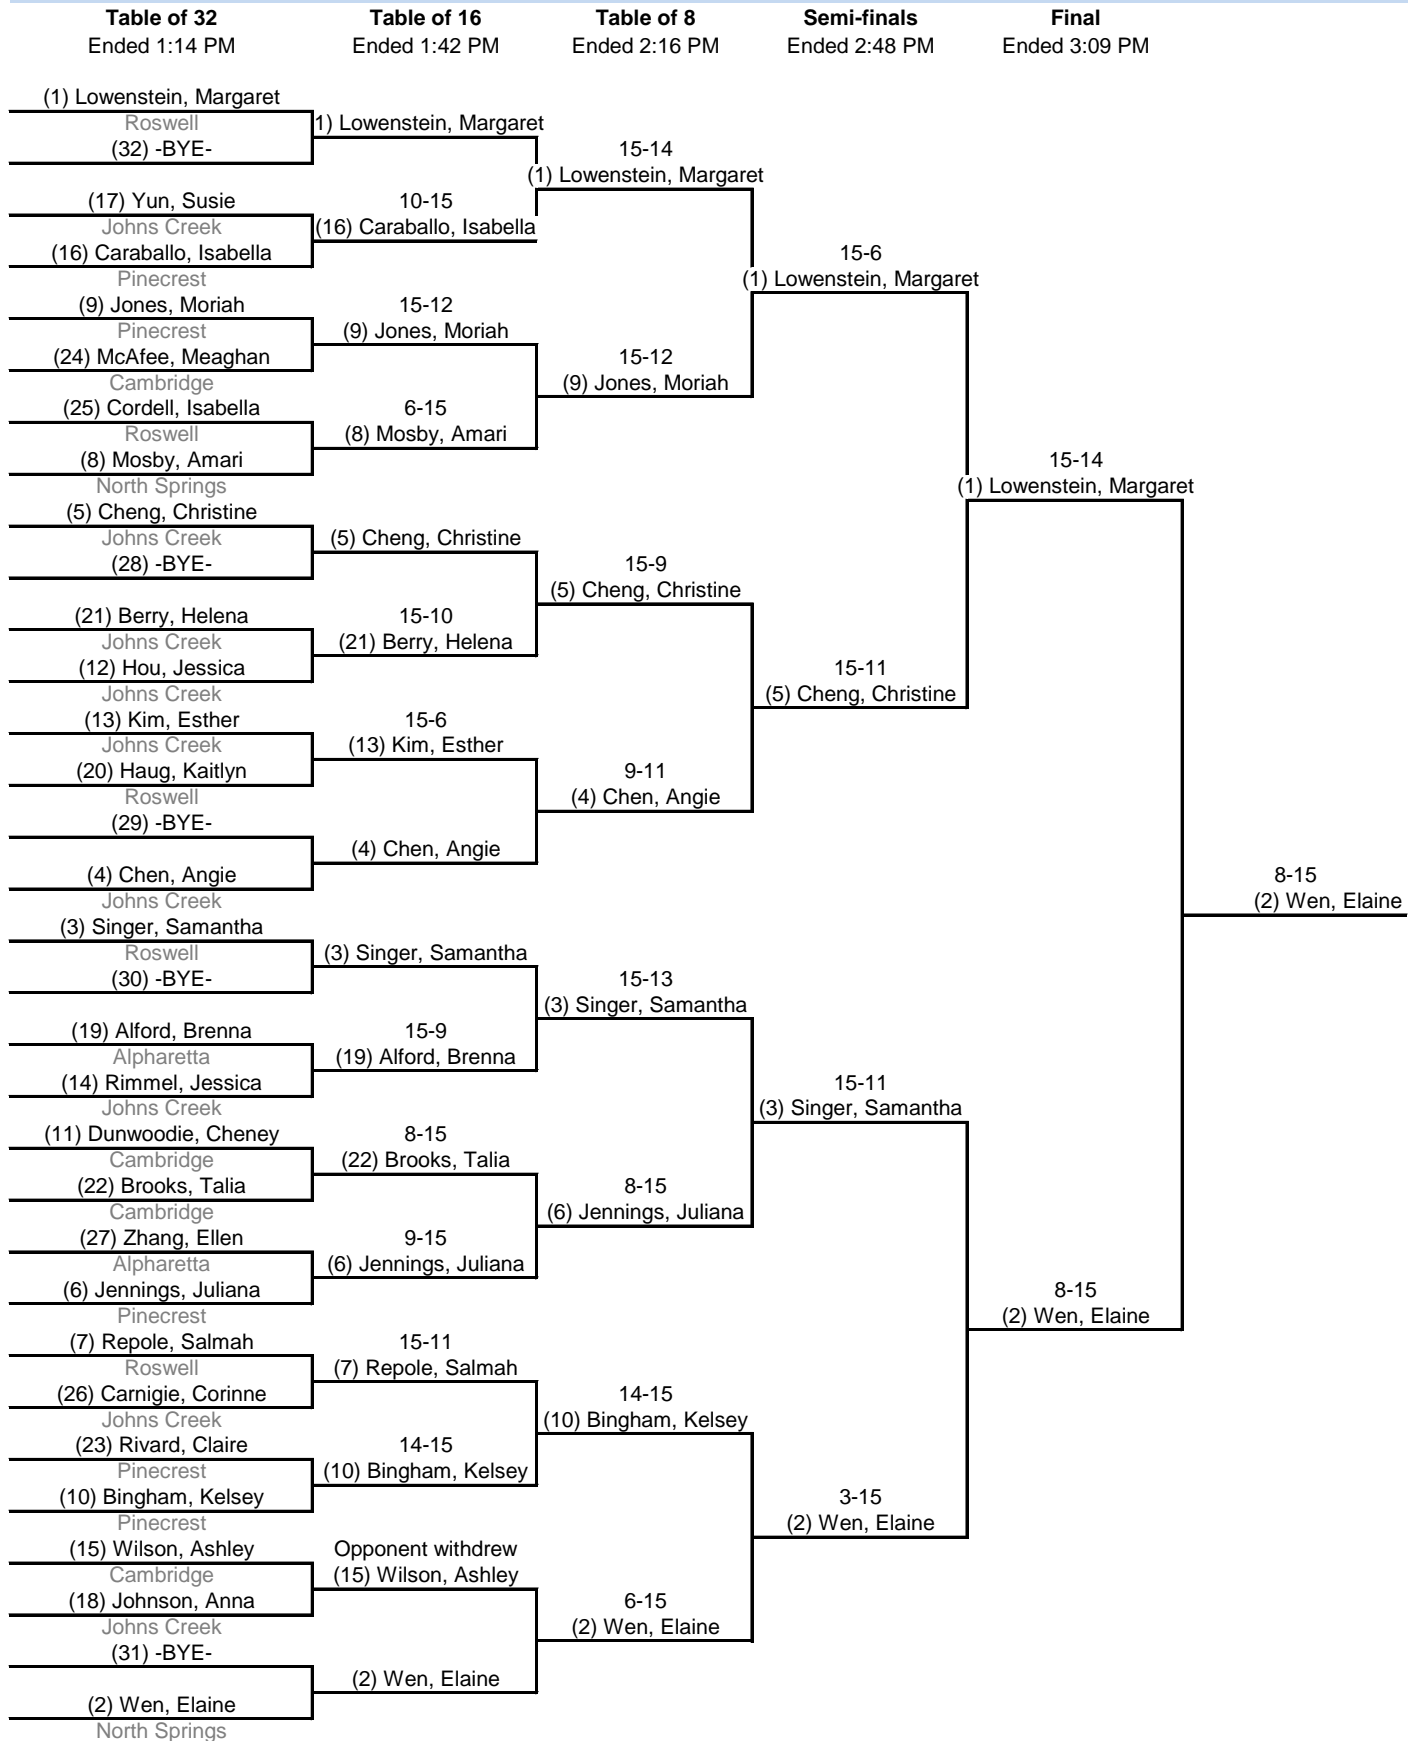 Table of 32
Ended 1:14 PM
Table of 16
Ended 1:42 PM
Table of 8
Ended 2:16 PM
Semi-finals
Ended 2:48 PM
Final
Ended 3:09 PM
(1) Lowenstein, Margaret
Roswell
(32) -BYE-
(17) Yun, Susie
Johns Creek
(16) Caraballo, Isabella
Pinecrest
(9) Jones, Moriah
Pinecrest
(24) McAfee, Meaghan
Cambridge
(25) Cordell, Isabella
Roswell
(8) Mosby, Amari
North Springs
(5) Cheng, Christine
Johns Creek
(28) -BYE-
(21) Berry, Helena
Johns Creek
(12) Hou, Jessica
Johns Creek
(13) Kim, Esther
Johns Creek
(20) Haug, Kaitlyn
Roswell
(29) -BYE-
(4) Chen, Angie
Johns Creek
(3) Singer, Samantha
Roswell
(30) -BYE-
(19) Alford, Brenna
Alpharetta
(14) Rimmel, Jessica
Johns Creek
(11) Dunwoodie, Cheney
Cambridge
(22) Brooks, Talia
Cambridge
(27) Zhang, Ellen
Alpharetta
(6) Jennings, Juliana
Pinecrest
(7) Repole, Salmah
Roswell
(26) Carnigie, Corinne
Johns Creek
(23) Rivard, Claire
Pinecrest
(10) Bingham, Kelsey
Pinecrest
(15) Wilson, Ashley
Cambridge
(18) Johnson, Anna
Johns Creek
(31) -BYE-
(2) Wen, Elaine
North Springs
1) Lowenstein, Margaret
10-15
(16) Caraballo, Isabella
15-12
(9) Jones, Moriah
6-15
(8) Mosby, Amari
(5) Cheng, Christine
15-10
(21) Berry, Helena
15-6
(13) Kim, Esther
(4) Chen, Angie
(3) Singer, Samantha
15-9
(19) Alford, Brenna
8-15
(22) Brooks, Talia
9-15
(6) Jennings, Juliana
15-11
(7) Repole, Salmah
14-15
(10) Bingham, Kelsey
Opponent withdrew
(15) Wilson, Ashley
(2) Wen, Elaine
15-14
(1) Lowenstein, Margaret
15-12
(9) Jones, Moriah
15-9
(5) Cheng, Christine
9-11
(4) Chen, Angie
15-13
(3) Singer, Samantha
8-15
(6) Jennings, Juliana
14-15
(10) Bingham, Kelsey
6-15
(2) Wen, Elaine
15-6
(1) Lowenstein, Margaret
15-11
(5) Cheng, Christine
15-11
(3) Singer, Samantha
3-15
(2) Wen, Elaine
15-14
(1) Lowenstein, Margaret
8-15
(2) Wen, Elaine
8-15
(2) Wen, Elaine